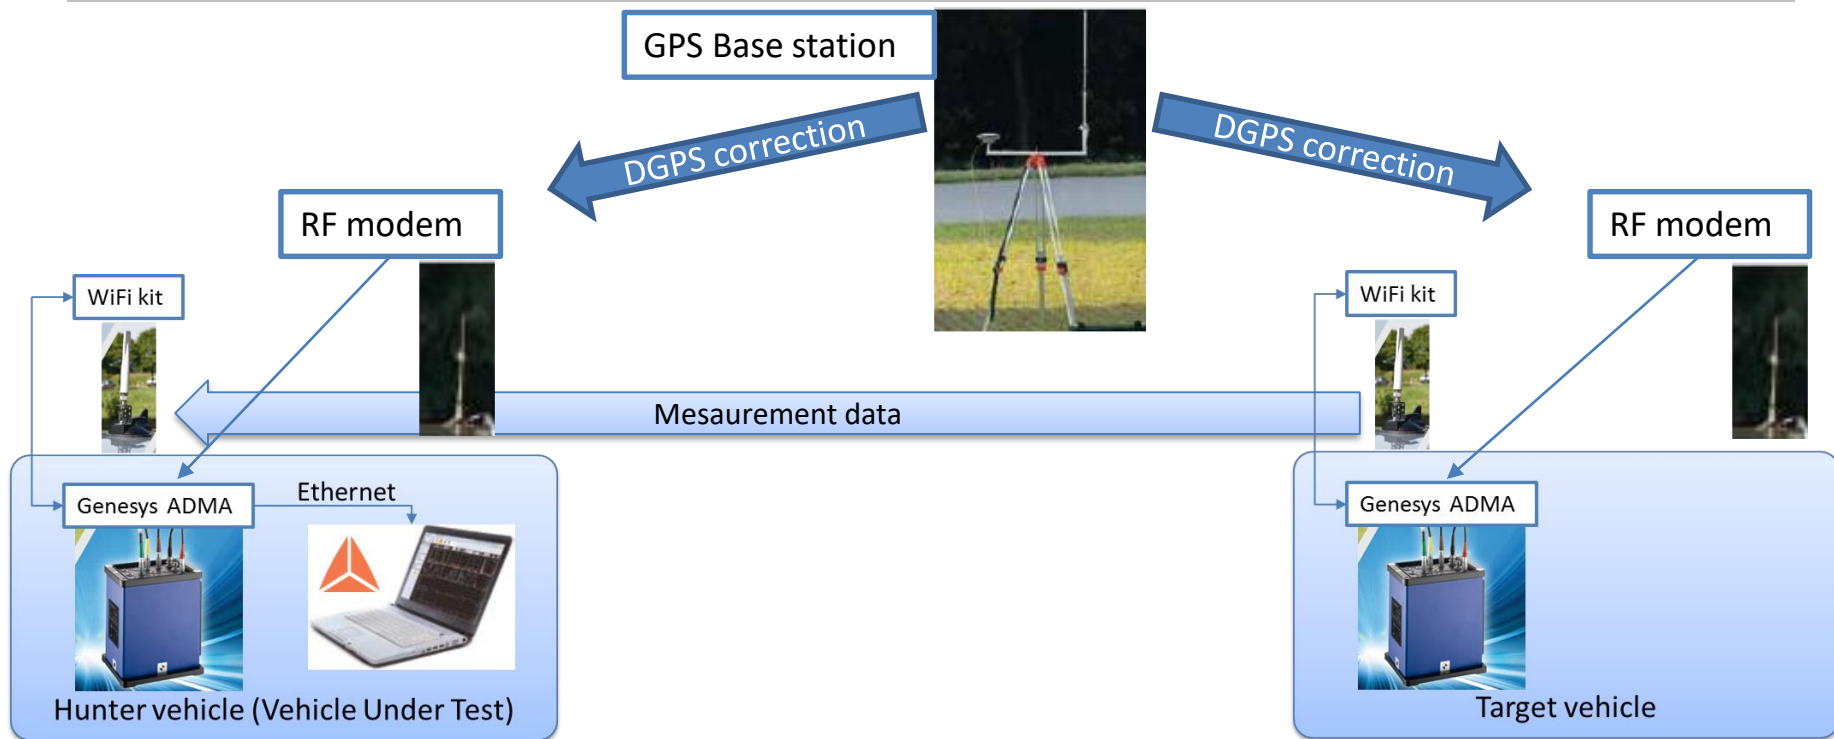 GPS Base station
DGPS correction
DGPS correction
RF modem
RF modem
WiFi kit
WiFi kit
Mesaurement data
Genesys ADMA
Ethernet
Genesys ADMA
Hunter vehicle (Vehicle Under Test)
Target vehicle